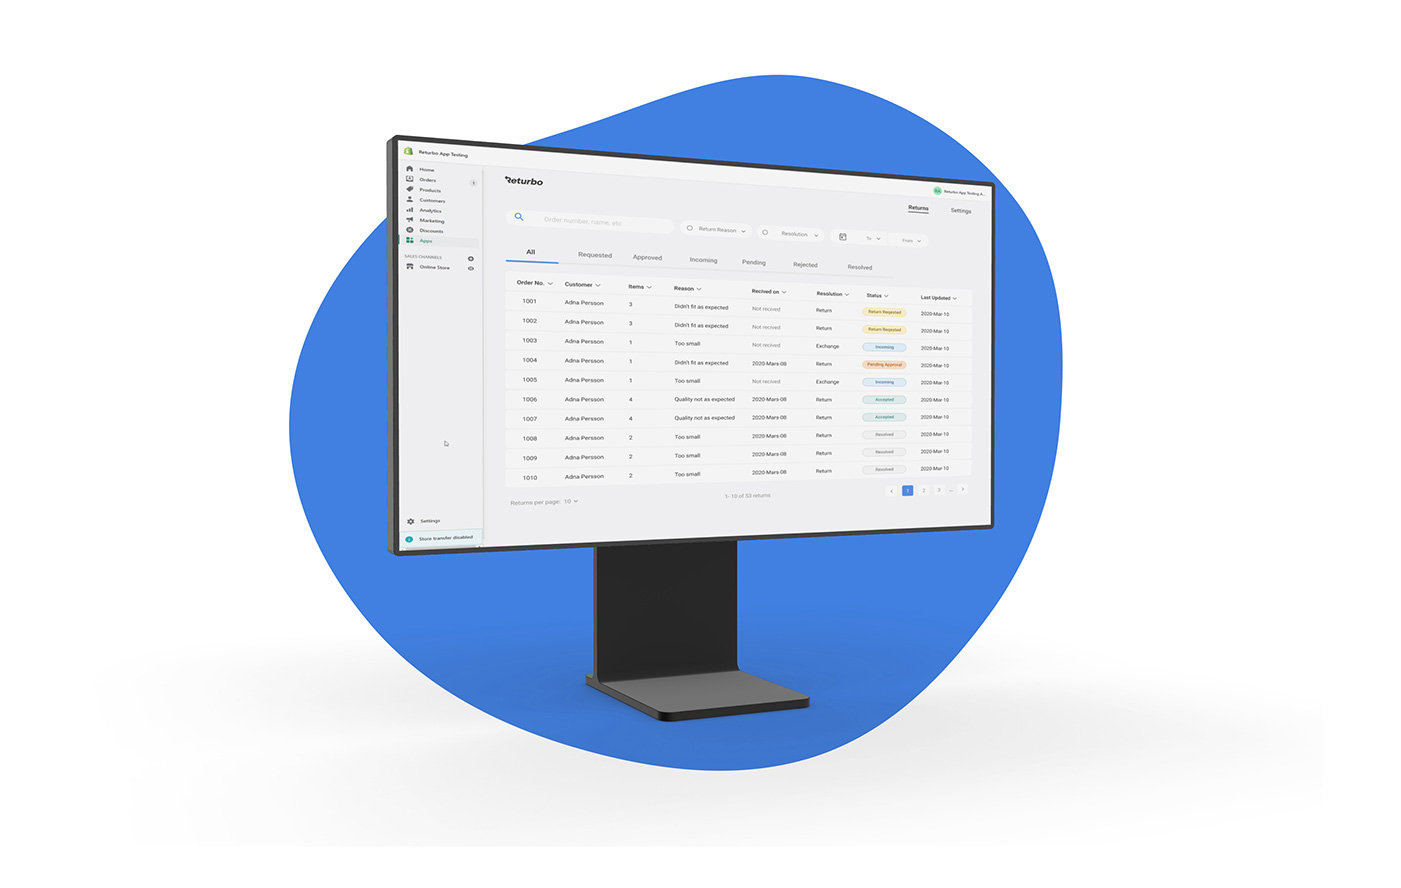 Returbo App Testing
Home
Orders 1
Products
Customers
Analytics
Marketing
Discounts
Apps
SALES CHANNELS
Online Store
Settings
Store transfer disabled
Returbo
Returbo App Testing A...
Returns Settings
Order number, name, etc
Return Reason Resolution To From
All Requested Approved Incoming Pending Rejected Resolved
Order No. Customer Items Reason Recived on Resolution Status Last Updated
1001 Adna Persson 3 Didn't fit as expected Not recived Return Return Requested 2020-Mar-10
1002 Adna Persson 3 Didn't fit as expected Not recived Return Return Requested 2020-Mar-10
1003 Adna Persson 1 Too small Not recived Exchange Incoming 2020-Mar-10
1004 Adna Persson 1 Didn't fit as expected 2020-Mars-08 Return Pending Approval 2020-Mar-10
1005 Adna Persson 1 Too small Not recived Exchange Incoming 2020-Mar-10
1006 Adna Persson 4 Quality not as expected 2020-Mars-08 Return Accepted 2020-Mar-10
1007 Adna Persson 4 Quality not as expected 2020-Mars-08 Return Accepted 2020-Mar-10
1008 Adna Persson 2 Too small 2020-Mars-08 Return Resolved 2020-Mar-10
1009 Adna Persson 2 Too small 2020-Mars-08 Return Resolved 2020-Mar-10
1010 Adna Persson 2 Too small 2020-Mars-08 Return Resolved 2020-Mar-10
Returns per page: 10 1-10 of 53 returns 1 2 3 ...